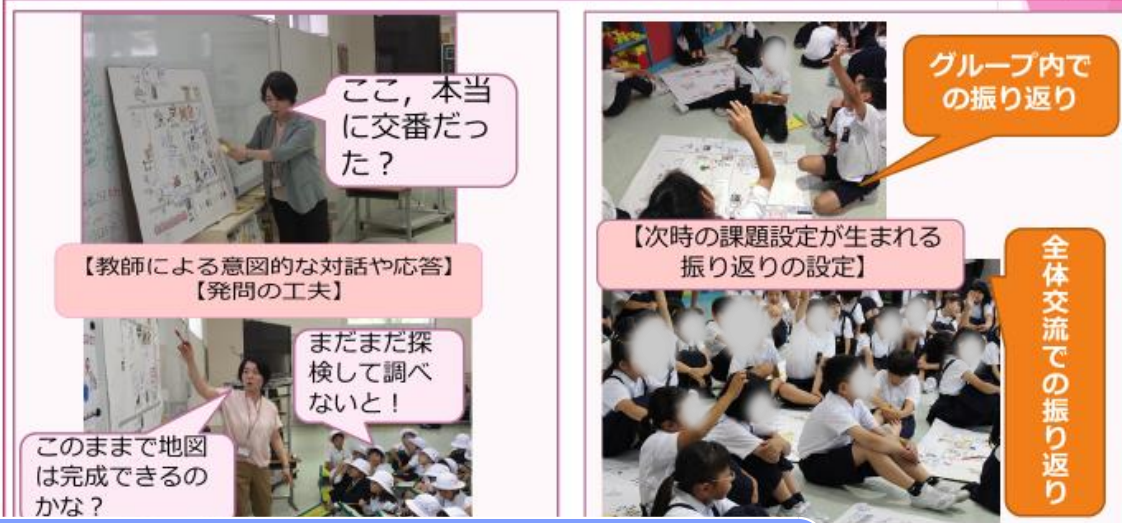 ここ，本当
に交番だっ
た？
【教師による意図的な対話や応答】
【発問の工夫】
まだまだ探
検して調べ
ないと！
このままで地図
は完成できるの
かな？
グループ内で
の振り返り
【次時の課題設定が生まれる
振り返りの設定】
全体交流での振り返り